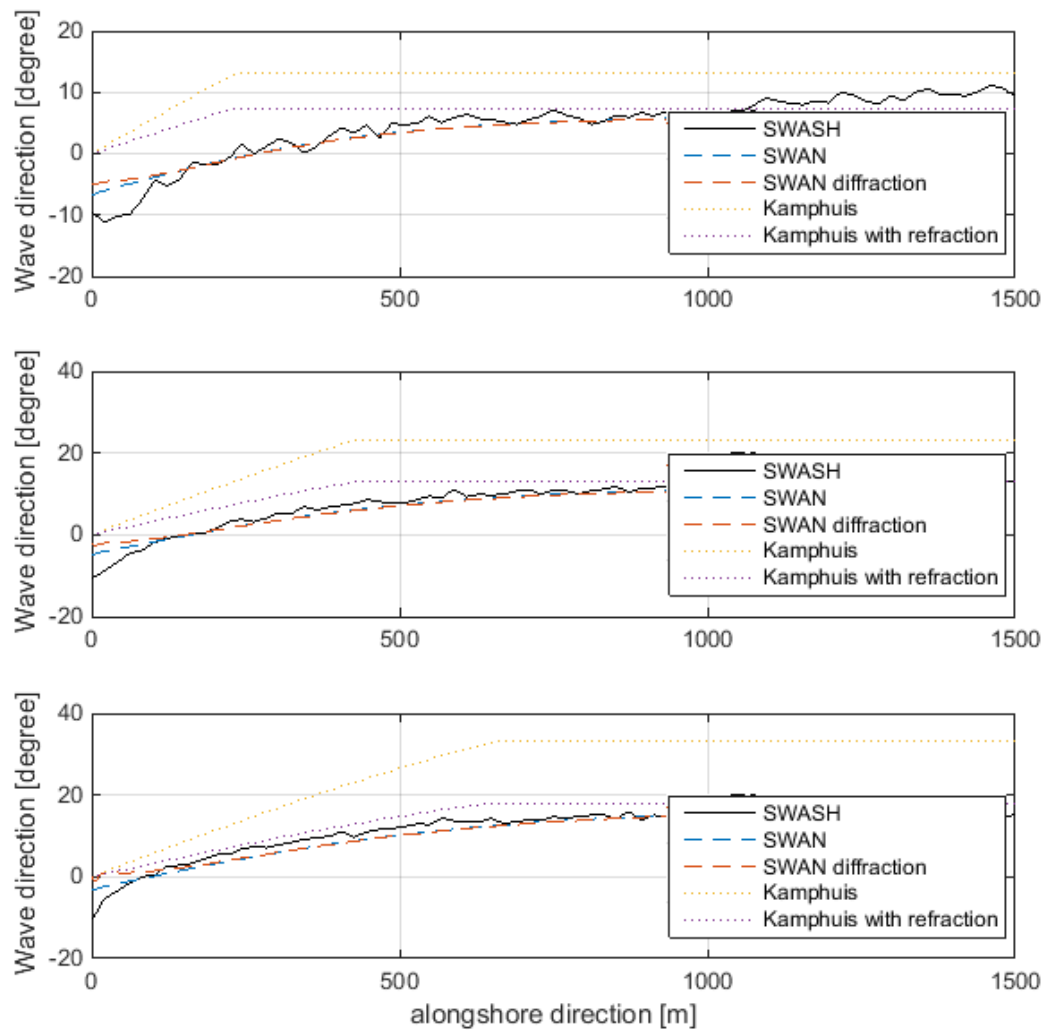 20
10
0
-10
-20
Wave direction [degree]
SWASH
SWAN
SWAN diffraction
Kamphuis
Kamphuis with refraction
0 500 1000 1500
40
20
0
-20
Wave direction [degree]
SWASH
SWAN
SWAN diffraction
Kamphuis
Kamphuis with refraction
0 500 1000 1500
40
20
0
-20
Wave direction [degree]
SWASH
SWAN
SWAN diffraction
Kamphuis
Kamphuis with refraction
0 500 1000 1500
alongshore direction [m]